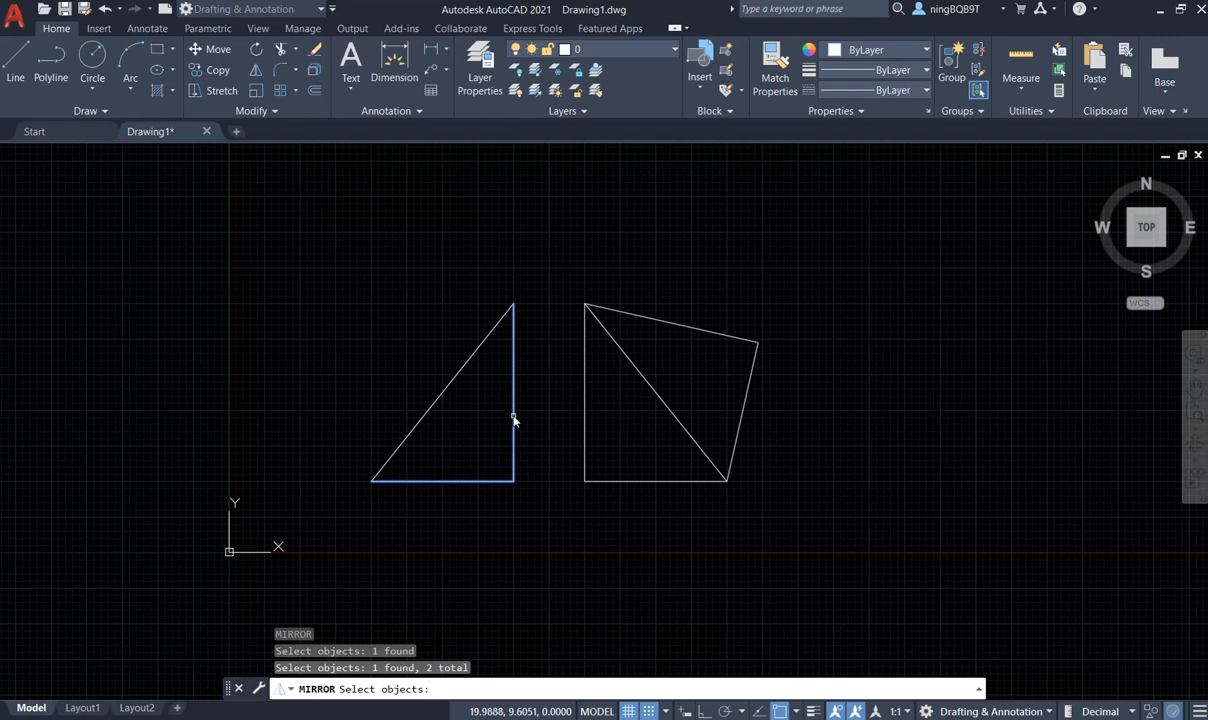 Drafting & Annotation
Autodesk AutoCAD 2021 Drawing1.dwg
Type a keyword or phrase
ningBQB9T
Home Insert Annotate Parametric View Manage Output Add-ins Collaborate Express Tools Featured Apps
Line Polyline Circle Arc
Move
Copy
Stretch
Text Dimension
Layer Properties
0
Insert
Match Properties
ByLayer
ByLayer
ByLayer
Group Measure Paste Base
Draw Modify Annotation Layers Block Properties Groups Utilities Clipboard View
Start Drawing1*
N
W TOP E
S
WCS
Y
X
MIRROR
Select objects: 1 found
Select objects: 1 found, 2 total
MIRROR Select objects:
Model Layout1 Layout2
19.9888, 9.6051, 0.0000 MODEL 1:1 Drafting & Annotation Decimal